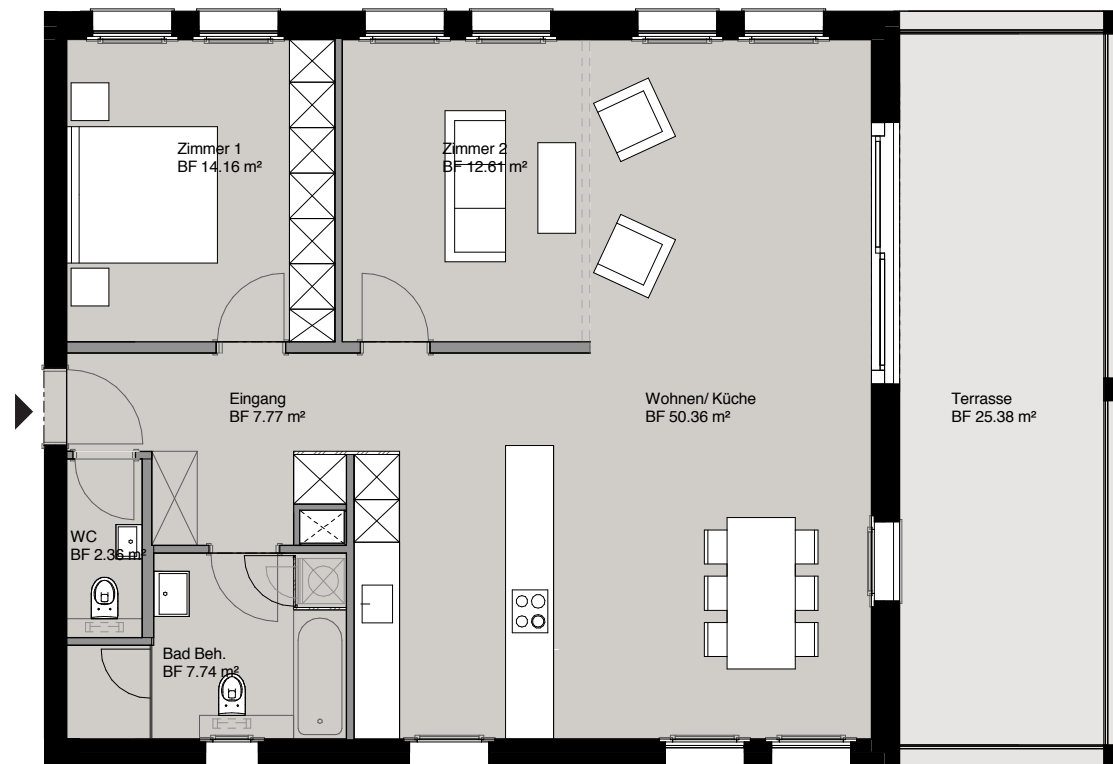 Zimmer 1
BF 14.16 m²
Zimmer 2
BF 12.61 m²
Eingang
BF 7.77 m²
Wohnen/ Küche
BF 50.36 m²
Terrasse
BF 25.38 m²
WC
BF 2.36 m²
Bad Beh.
BF 7.74 m²